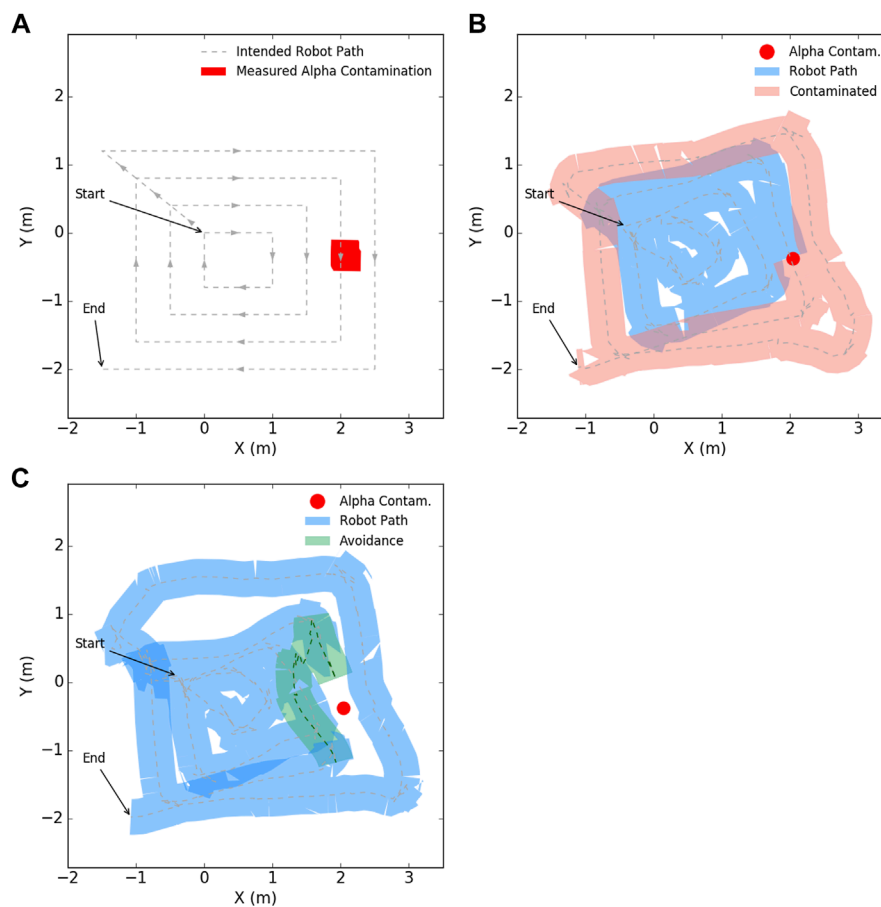 A
Intended Robot Path
Measured Alpha Contamination
Start
End
Y (m)
2
1
0
−1
−2
−2 −1 0 1 2 3
X (m)
B
Alpha Contam.
Robot Path
Contaminated
Start
End
Y (m)
2
1
0
−1
−2
−2 −1 0 1 2 3
X (m)
C
Alpha Contam.
Robot Path
Avoidance
Start
End
Y (m)
2
1
0
−1
−2
−2 −1 0 1 2 3
X (m)